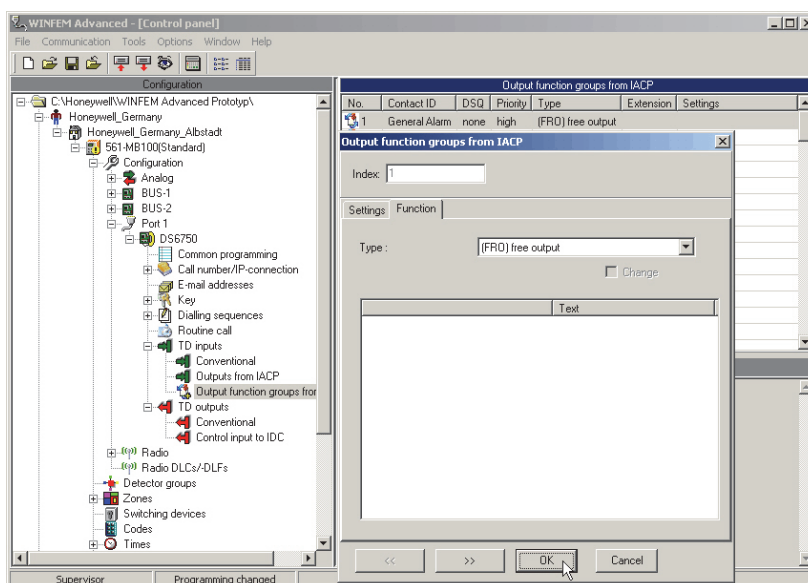 WINFEM Advanced - [Control panel]
File Communication Tools Options Window Help
Configuration
C:\Honeywell\WINFEM Advanced Prototyp\
Honeywell_Germany
Honeywell_Germany_Albstadt
561-MB100(Standard)
Configuration
Analog
BUS-1
BUS-2
Port 1
DS6750
Common programming
Call number/IP-connection
E-mail addresses
Key
Dialling sequences
Routine call
TD inputs
Conventional
Outputs from IACP
Output function groups fror
TD outputs
Conventional
Control input to IDC
Radio
Radio DLCs/-DLFs
Detector groups
Zones
Switching devices
Codes
Times
Supervisor Programming changed
Output function groups from IACP
No. Contact ID DSQ Priority Type Extension Settings
1 General Alarm none high (FRO) free output
Output function groups from IACP
Index: 1
Settings Function
Type : (FRO) free output
Change
Text
<< >> OK Cancel